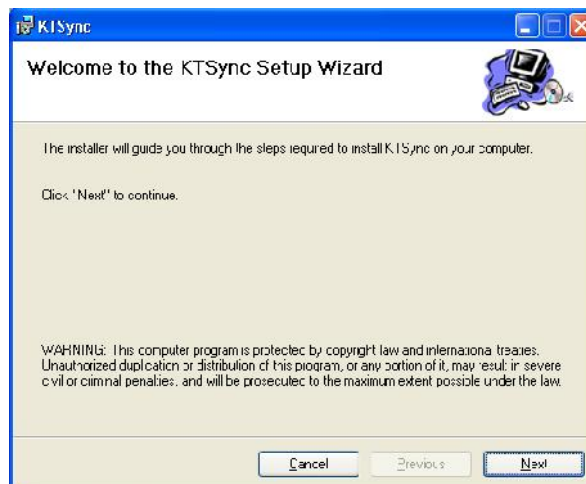 KTSync
Welcome to the KTSync Setup Wizard
The installer will guide you through the steps required to install KTSync on your computer.
Click "Next" to continue.
WARNING: This computer program is protected by copyright law and international treaties.
Unauthorized duplication or distribution of this program, or any portion of it, may result in severe
civil or criminal penalties, and will be prosecuted to the maximum extent possible under the law.
Cancel
Previous
Next